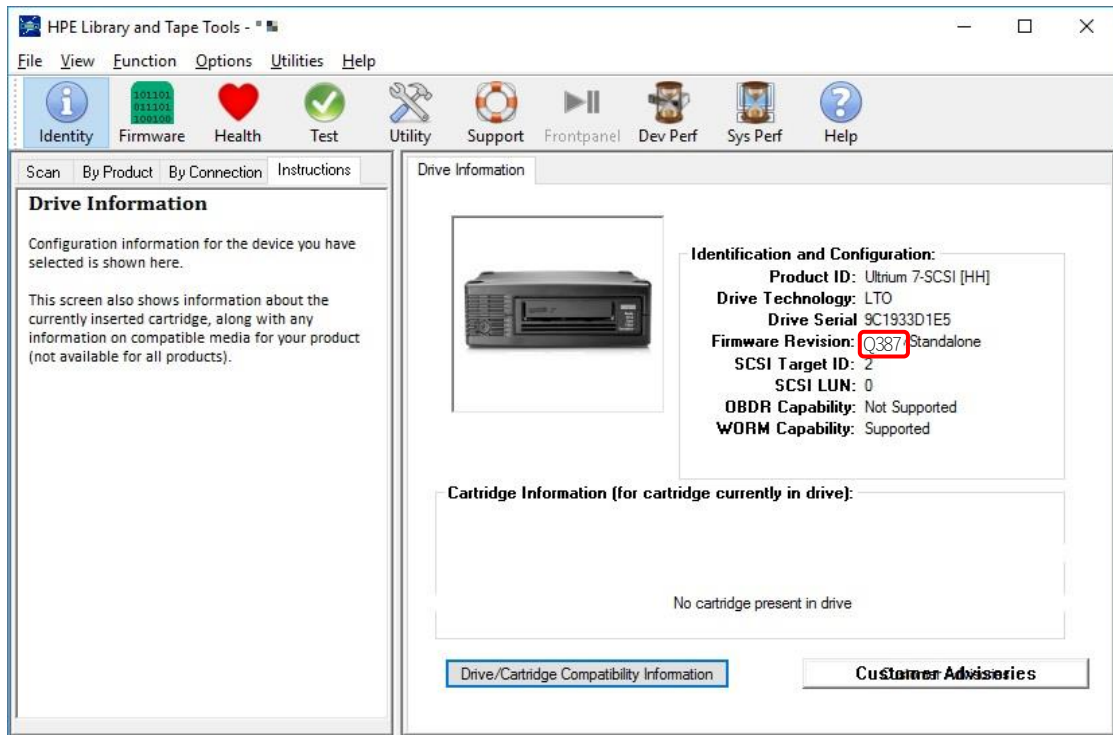 HPE Library and Tape Tools -
File View Function Options Utilities Help
101101
011101
100100
Identity Firmware Health Test Utility Support Frontpanel Dev Perf Sys Perf Help
Scan By Product By Connection Instructions
Drive Information
Drive Information
Configuration information for the device you have
selected is shown here.
This screen also shows information about the
currently inserted cartridge, along with any
information on compatible media for your product
(not available for all products).
Identification and Configuration:
Product ID: Ultrium 7-SCSI [HH]
Drive Technology: LTO
Drive Serial 9C1933D1E5
Firmware Revision: Q387/Standalone
SCSI Target ID: 2
SCSI LUN: 0
OBDR Capability: Not Supported
WORM Capability: Supported
Cartridge Information (for cartridge currently in drive):
No cartridge present in drive
Drive/Cartridge Compatibility Information
Customer Advisories